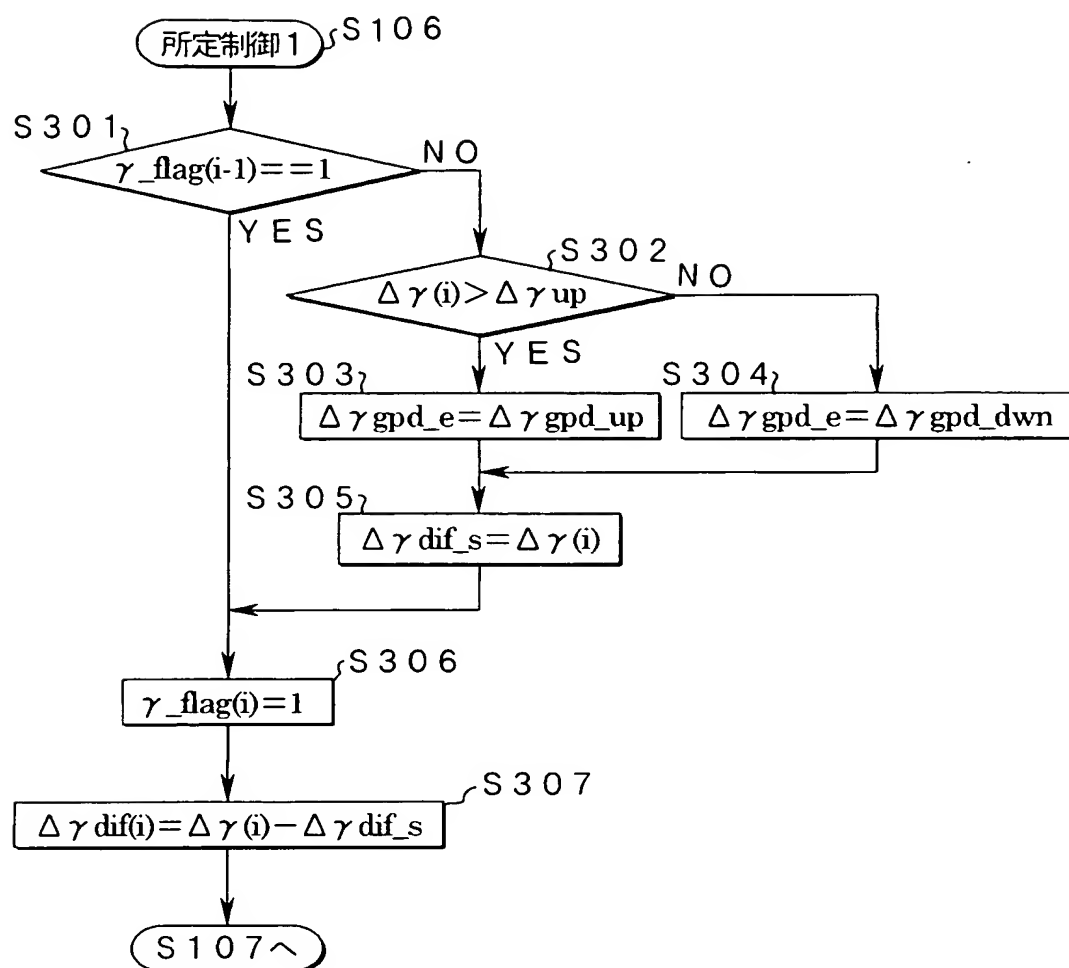 所定制御1
S106
S301
γ_flag(i-1)==1
NO
YES
S302
Δγ(i)>Δγup
NO
YES
S303
Δγgpd_e=Δγgpd_up
S304
Δγgpd_e=Δγgpd_dwn
S305
Δγdif_s=Δγ(i)
S306
γ_flag(i)=1
S307
Δγdif(i)=Δγ(i)-Δγdif_s
S107へ